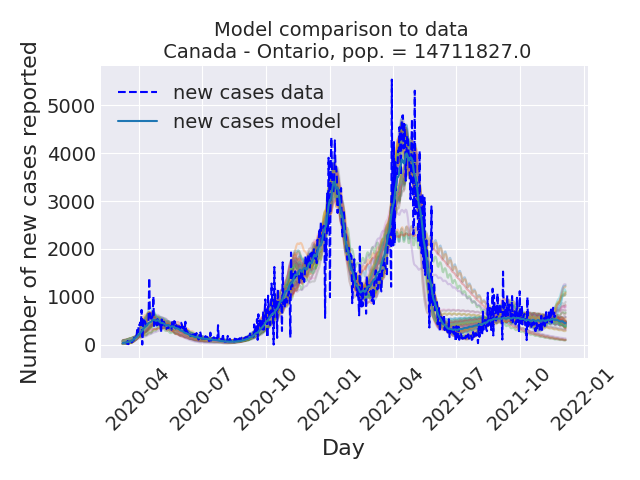 Model comparison to data
Canada - Ontario, pop. = 14711827.0
Number of new cases reported
new cases data
new cases model
5000
4000
3000
2000
1000
0
2020-04
2020-07
2020-10
2021-01
2021-04
2021-07
2021-10
2022-01
Day